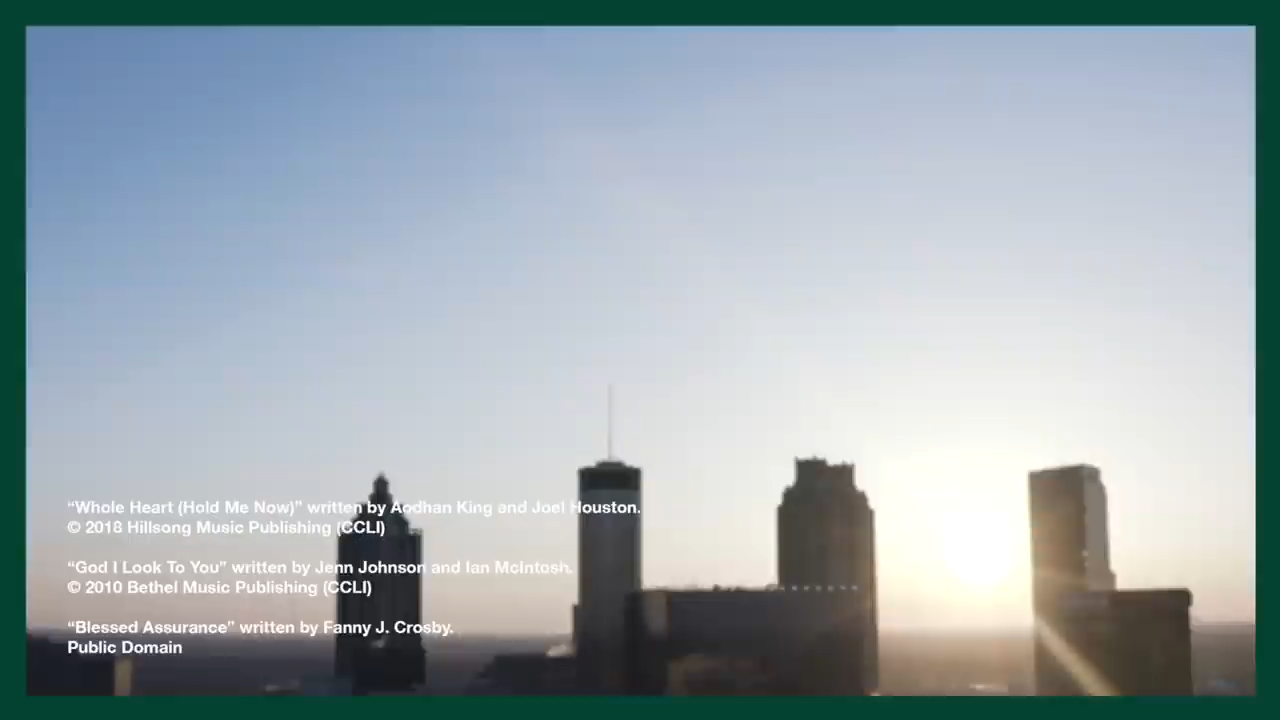 “Whole Heart (Hold Me Now)” written by Aodhan King and Joel Houston.
© 2018 Hillsong Music Publishing (CCLI)
“God I Look To You” written by Jenn Johnson and Ian McIntosh.
© 2010 Bethel Music Publishing (CCLI)
“Blessed Assurance” written by Fanny J. Crosby.
Public Domain